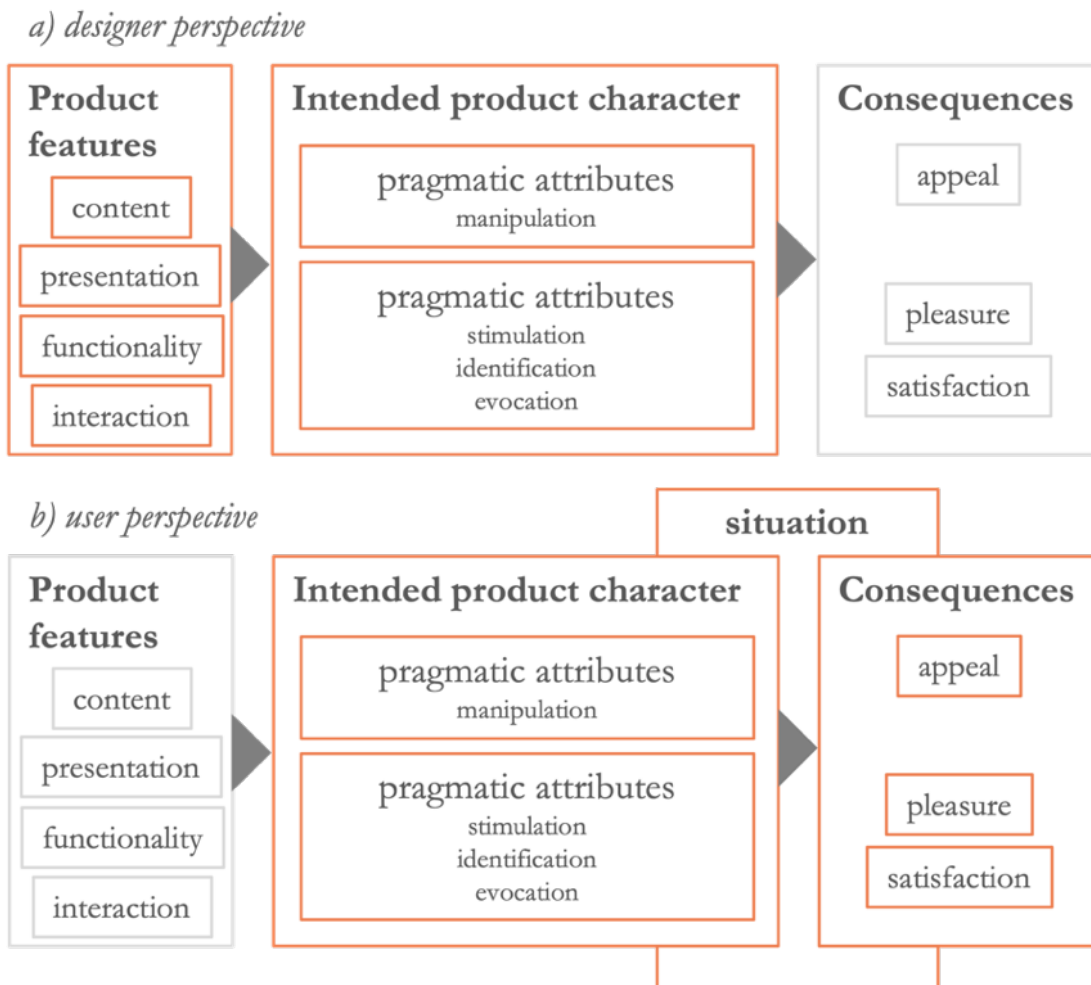 a) designer perspective
Product
features
content
presentation
functionality
interaction
Intended product character
pragmatic attributes
manipulation
pragmatic attributes
stimulation
identification
evocation
Consequences
appeal
pleasure
satisfaction
b) user perspective
situation
Product
features
content
presentation
functionality
interaction
Intended product character
pragmatic attributes
manipulation
pragmatic attributes
stimulation
identification
evocation
Consequences
appeal
pleasure
satisfaction